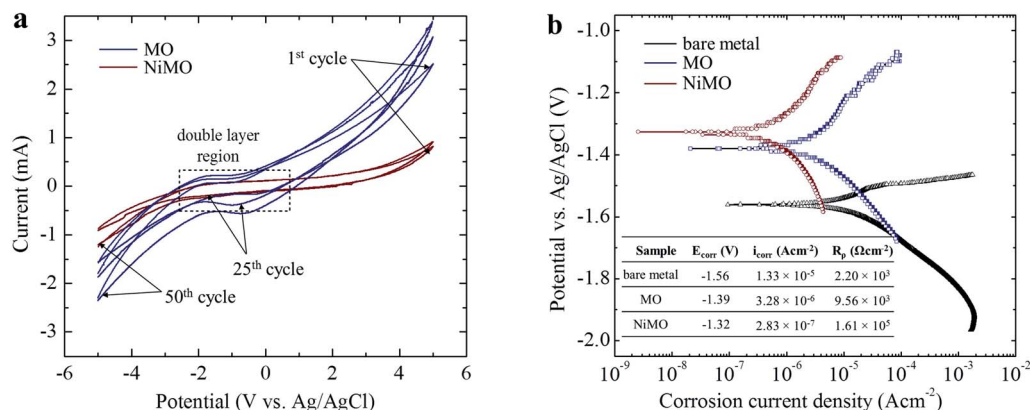 a
MO
NiMO
1st cycle
double layer
region
25th cycle
50th cycle
Current (mA)
3
2
1
0
-1
-2
-3
-6
-4
-2
0
2
4
6
Potential (V vs. Ag/AgCl)
b
bare metal
MO
NiMO
Potential vs. Ag/AgCl (V)
-1.0
-1.2
-1.4
-1.6
-1.8
-2.0
Sample Ecorr (V) icorr (Acm-2) Rp (Ωcm-2)
bare metal -1.56 1.33 × 10-5 2.20 × 103
MO -1.39 3.28 × 10-6 9.56 × 103
NiMO -1.32 2.83 × 10-7 1.61 × 105
10-9
10-8
10-7
10-6
10-5
10-4
10-3
10-2
Corrosion current density (Acm-2)